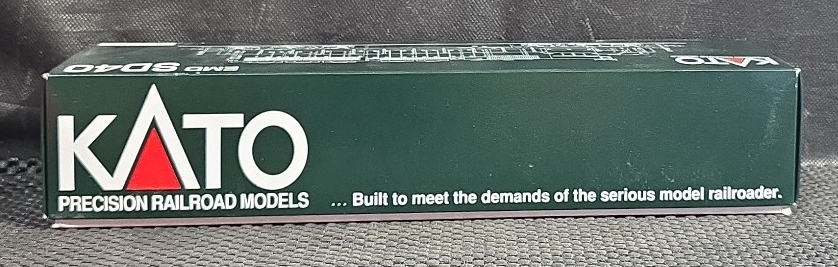 EMD SD40
KATO
KATO
PRECISION RAILROAD MODELS
... Built to meet the demands of the serious model railroader.